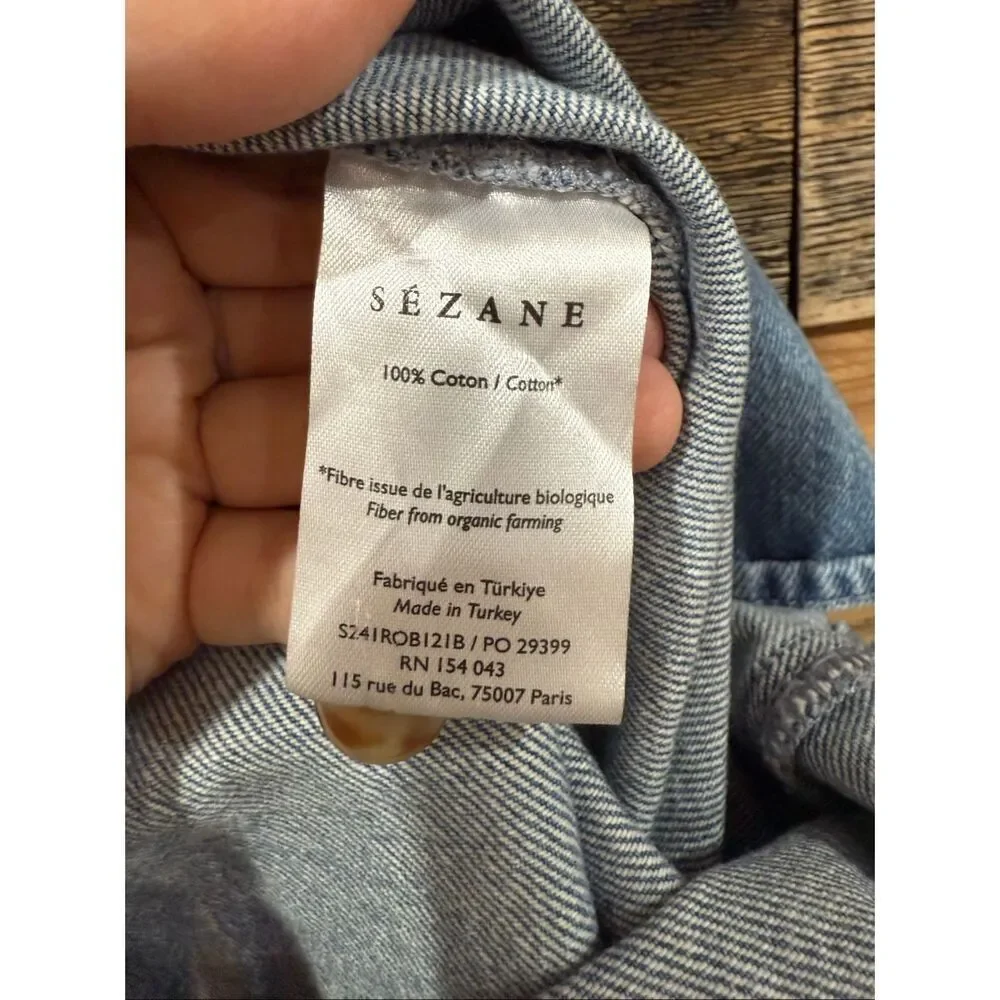 SÉZANE
100% Coton / Cotton*
*Fibre issue de l'agriculture biologique
Fiber from organic farming
Fabriqué en Türkiye
Made in Turkey
S241ROB121B / PO 29399
RN 154 043
115 rue du Bac, 75007 Paris